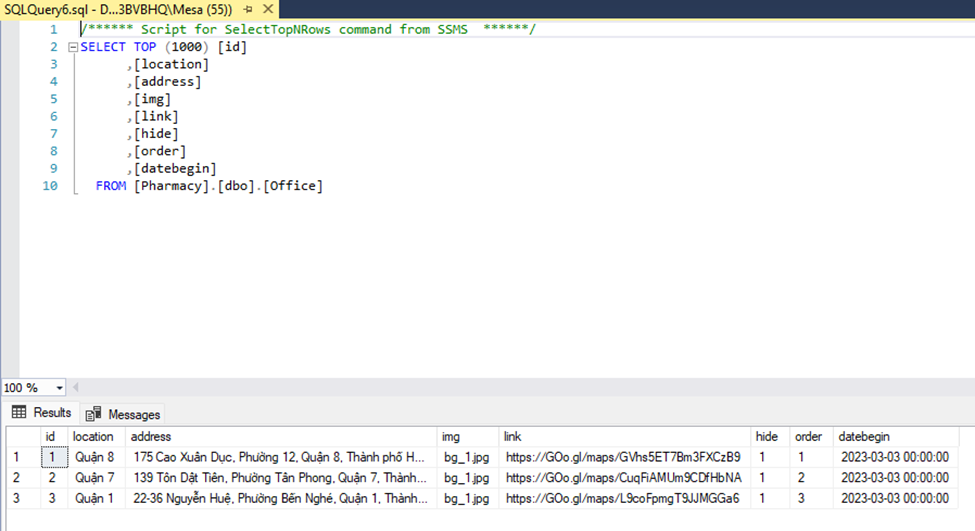 SQLQuery6.sql - D...3BVBHQ\Mesa (55))
1 /****** Script for SelectTopNRows command from SSMS ******/
2 SELECT TOP (1000) [id]
3 ,[location]
4 ,[address]
5 ,[img]
6 ,[link]
7 ,[hide]
8 ,[order]
9 ,[datebegin]
10 FROM [Pharmacy].[dbo].[Office]
100 %
Results Messages
id location address img link hide order datebegin
1 1 Quận 8 175 Cao Xuân Dục, Phường 12, Quận 8, Thành phố H... bg_1.jpg https://GOo.gl/maps/GVhs5ET7Bm3FXCzB9 1 1 2023-03-03 00:00:00
2 2 Quận 7 139 Tôn Dật Tiên, Phường Tân Phong, Quận 7, Thành... bg_1.jpg https://GOo.gl/maps/CuqFiAMUm9CDfHbNA 1 2 2023-03-03 00:00:00
3 3 Quận 1 22-36 Nguyễn Huệ, Phường Bến Nghé, Quận 1, Thành... bg_1.jpg https://GOo.gl/maps/L9coFpmgT9JJMGGa6 1 3 2023-03-03 00:00:00